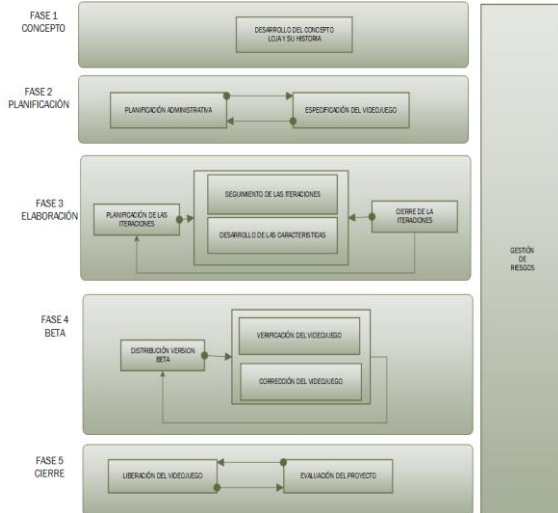 FASE 1
CONCEPTO
DESARROLLO DEL CONCEPTO
LOJA Y SU HISTORIA
FASE 2
PLANIFICACIÓN
PLANIFICACIÓN ADMINISTRATIVA
ESPECIFICACIÓN DEL VIDEOJUEGO
FASE 3
ELABORACIÓN
PLANIFICACIÓN DE LAS
ITERACIONES
SEGUIMIENTO DE LAS ITERACIONES
DESARROLLO DE LAS CARACTERISTICAS
CIERRE DE LA
ITERACIONES
GESTIÓN
DE
RIESGOS
FASE 4
BETA
DISTRIBUCIÓN VERSION
BETA
VERIFICACIÓN DEL VIDEOJUEGO
CORRECCIÓN DEL VIDEOJUEGO
FASE 5
CIERRE
LIBERACIÓN DEL VIDEOJUEGO
EVALUACIÓN DEL PROYECTO